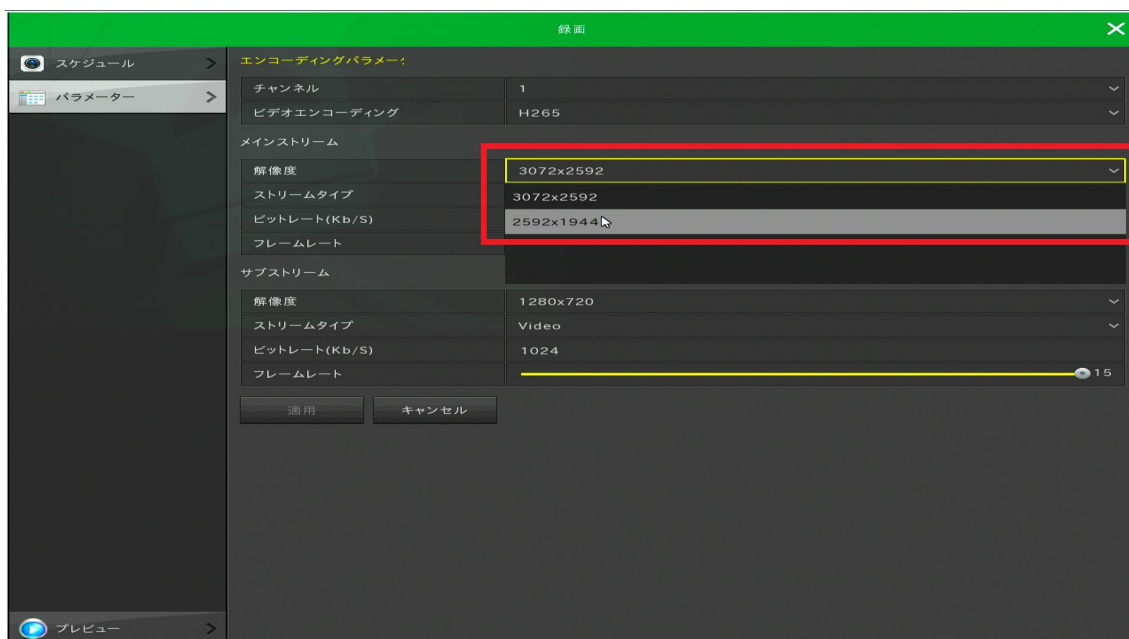 録画
スケジュール
パラメーター
エンコーディングパラメー
チャンネル 1
ビデオエンコーディング H265
メインストリーム
解像度 3072x2592
ストリームタイプ 3072x2592
ビットレート(Kb/S) 2592x1944
フレームレート
サブストリーム
解像度 1280x720
ストリームタイプ Video
ビットレート(Kb/S) 1024
フレームレート 15
適用 キャンセル
プレビュー